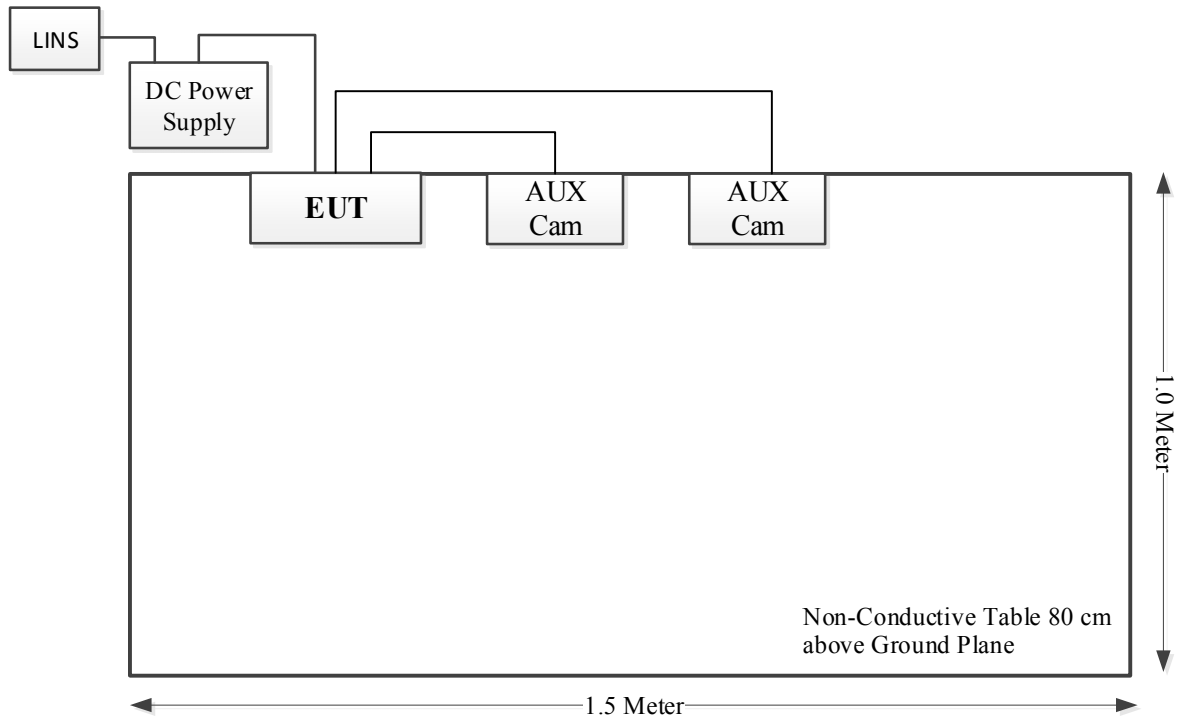 LINS
DC Power
Supply
EUT
AUX
Cam
AUX
Cam
1.0 Meter
Non-Conductive Table 80 cm
above Ground Plane
1.5 Meter